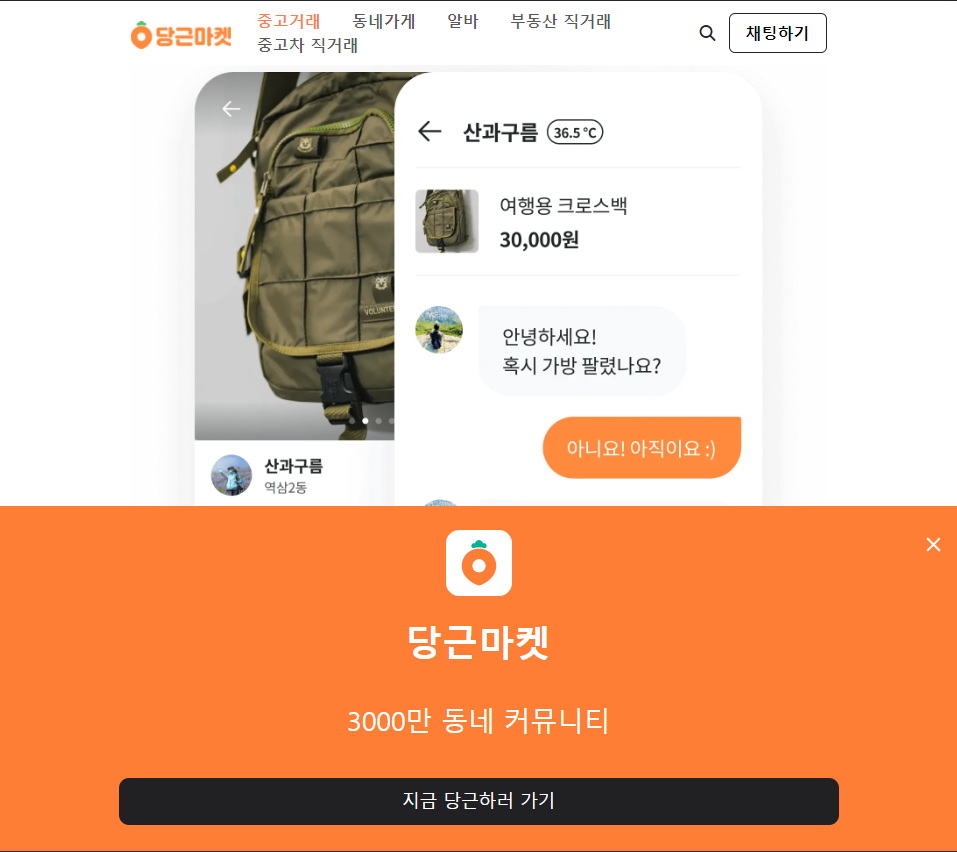 당근마켓
중고거래 동네가게 알바 부동산 직거래
중고차 직거래
채팅하기
산과구름 36.5°C
여행용 크로스백
30,000원
VOLUNTE
안녕하세요!
혹시 가방 팔렸나요?
아니요! 아직이요 :)
산과구름
역삼2동
당근마켓
3000만 동네 커뮤니티
지금 당근하러 가기